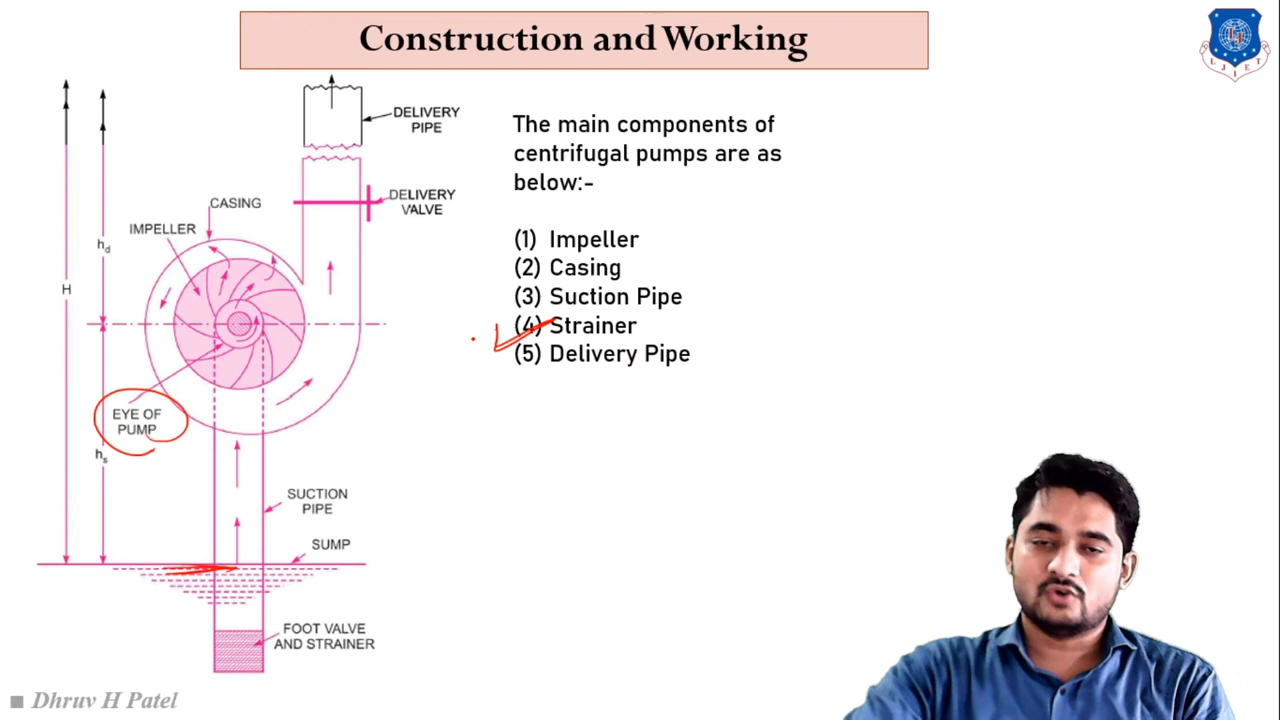 Construction and Working
LJIET
DELIVERY
PIPE
DELIVERY
VALVE
CASING
IMPELLER
hd
H
EYE OF
PUMP
hs
SUCTION
PIPE
SUMP
FOOT VALVE
AND STRAINER
The main components of
centrifugal pumps are as
below:-
(1) Impeller
(2) Casing
(3) Suction Pipe
(4) Strainer
(5) Delivery Pipe
Dhruv H Patel